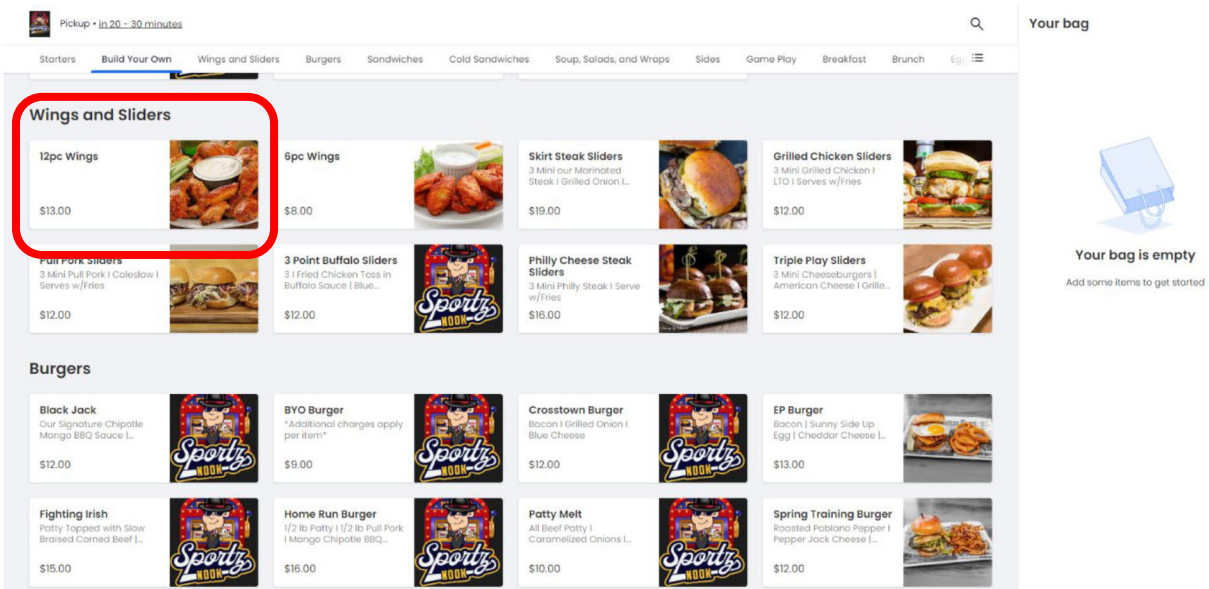 Pickup • in 20 - 30 minutes
Your bag
Starters Build Your Own Wings and Sliders Burgers Sandwiches Cold Sandwiches Soup, Salads, and Wraps Sides Game Play Breakfast Brunch
Wings and Sliders
12pc Wings
$13.00
6pc Wings
$8.00
Skirt Steak Sliders
3 Mini our Marinated
Steak I Grilled Onion I...
$19.00
Grilled Chicken Sliders
3 Mini Grilled Chicken I
LTO I Serves w/Fries
$12.00
Pull Pork Sliders
3 Mini Pull Pork I Coleslaw I
Serves w/Fries
$12.00
3 Point Buffalo Sliders
3 I Fried Chicken Toss in
Buffalo Sauce | Blue...
$12.00
Sportz
NOOK
Philly Cheese Steak
Sliders
3 Mini Philly Steak I Serve
w/Fries
$16.00
Triple Play Sliders
3 Mini Cheeseburgers |
American Cheese I Grille...
$12.00
Your bag is empty
Add some items to get started
Burgers
Black Jack
Our Signature Chipotle
Mango BBQ Sauce |...
$12.00
Sportz
NOOK
BYO Burger
*Additional charges apply
per item*
$9.00
Sportz
NOOK
Crosstown Burger
Bacon I Grilled Onion I
Blue Cheese
$12.00
Sportz
NOOK
EP Burger
Bacon | Sunny Side Up
Egg | Cheddar Cheese |...
$13.00
Fighting Irish
Patty Topped with Slow
Braised Corned Beef |...
$15.00
Sportz
NOOK
Home Run Burger
1/2 lb Patty I 1/2 lb Pull Pork
I Mango Chipotle BBQ...
$16.00
Sportz
NOOK
Patty Melt
All Beef Patty I
Caramelized Onions I...
$10.00
Sportz
NOOK
Spring Training Burger
Roasted Poblano Pepper I
Pepper Jack Cheese |...
$12.00